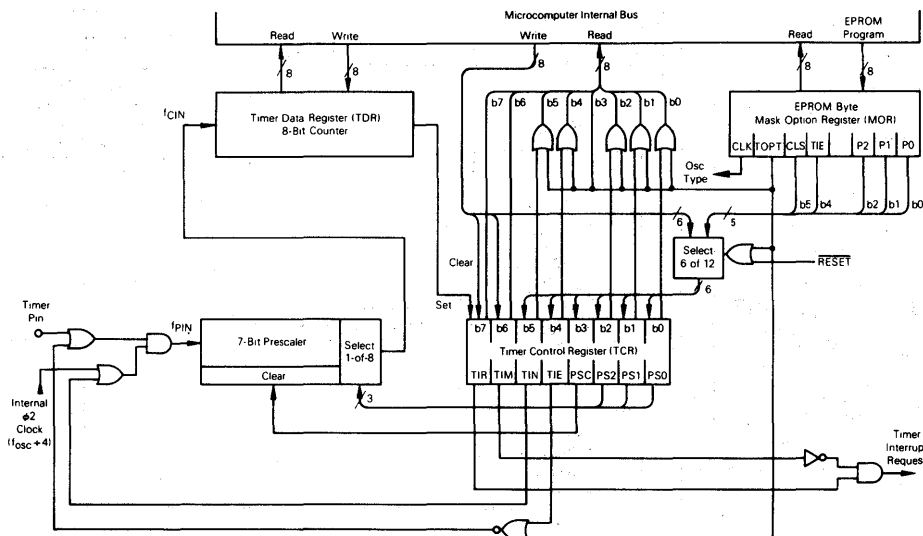 Microcomputer Internal Bus
Read
Write
Write
Read
Read
EPROM
Program
8
8
8
8
8
8
fCIN
Timer Data Register (TDR)
8-Bit Counter
b7
b6
b5
b4
b3
b2
b1
b0
EPROM Byte
Mask Option Register (MOR)
CLK
TOPT
CLS
TIE
P2
P1
P0
Osc
Type
b5
b4
b2
b1
b0
6
5
Clear
Select
6 of 12
RESET
6
Set
Timer
Pin
fPIN
7-Bit Prescaler
Clear
Select
1-of-8
3
b7
b6
b5
b4
b3
b2
b1
b0
Timer Control Register (TCR)
TIR
TIM
TIN
TIE
PSC
PS2
PS1
PS0
Internal
ϕ2
Clock
(fosc÷4)
Timer
Interrup
Reques